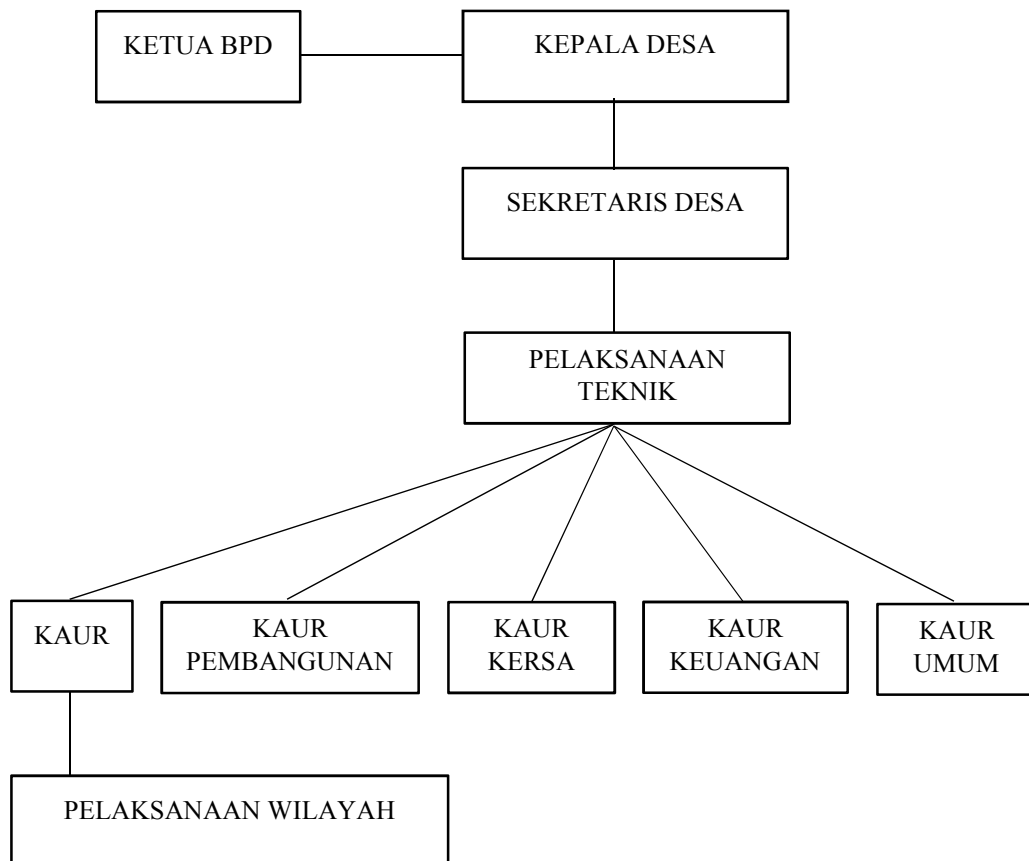 KETUA BPD
KEPALA DESA
SEKRETARIS DESA
PELAKSANAAN
TEKNIK
KAUR
KAUR
PEMBANGUNAN
KAUR
KERSA
KAUR
KEUANGAN
KAUR
UMUM
PELAKSANAAN WILAYAH